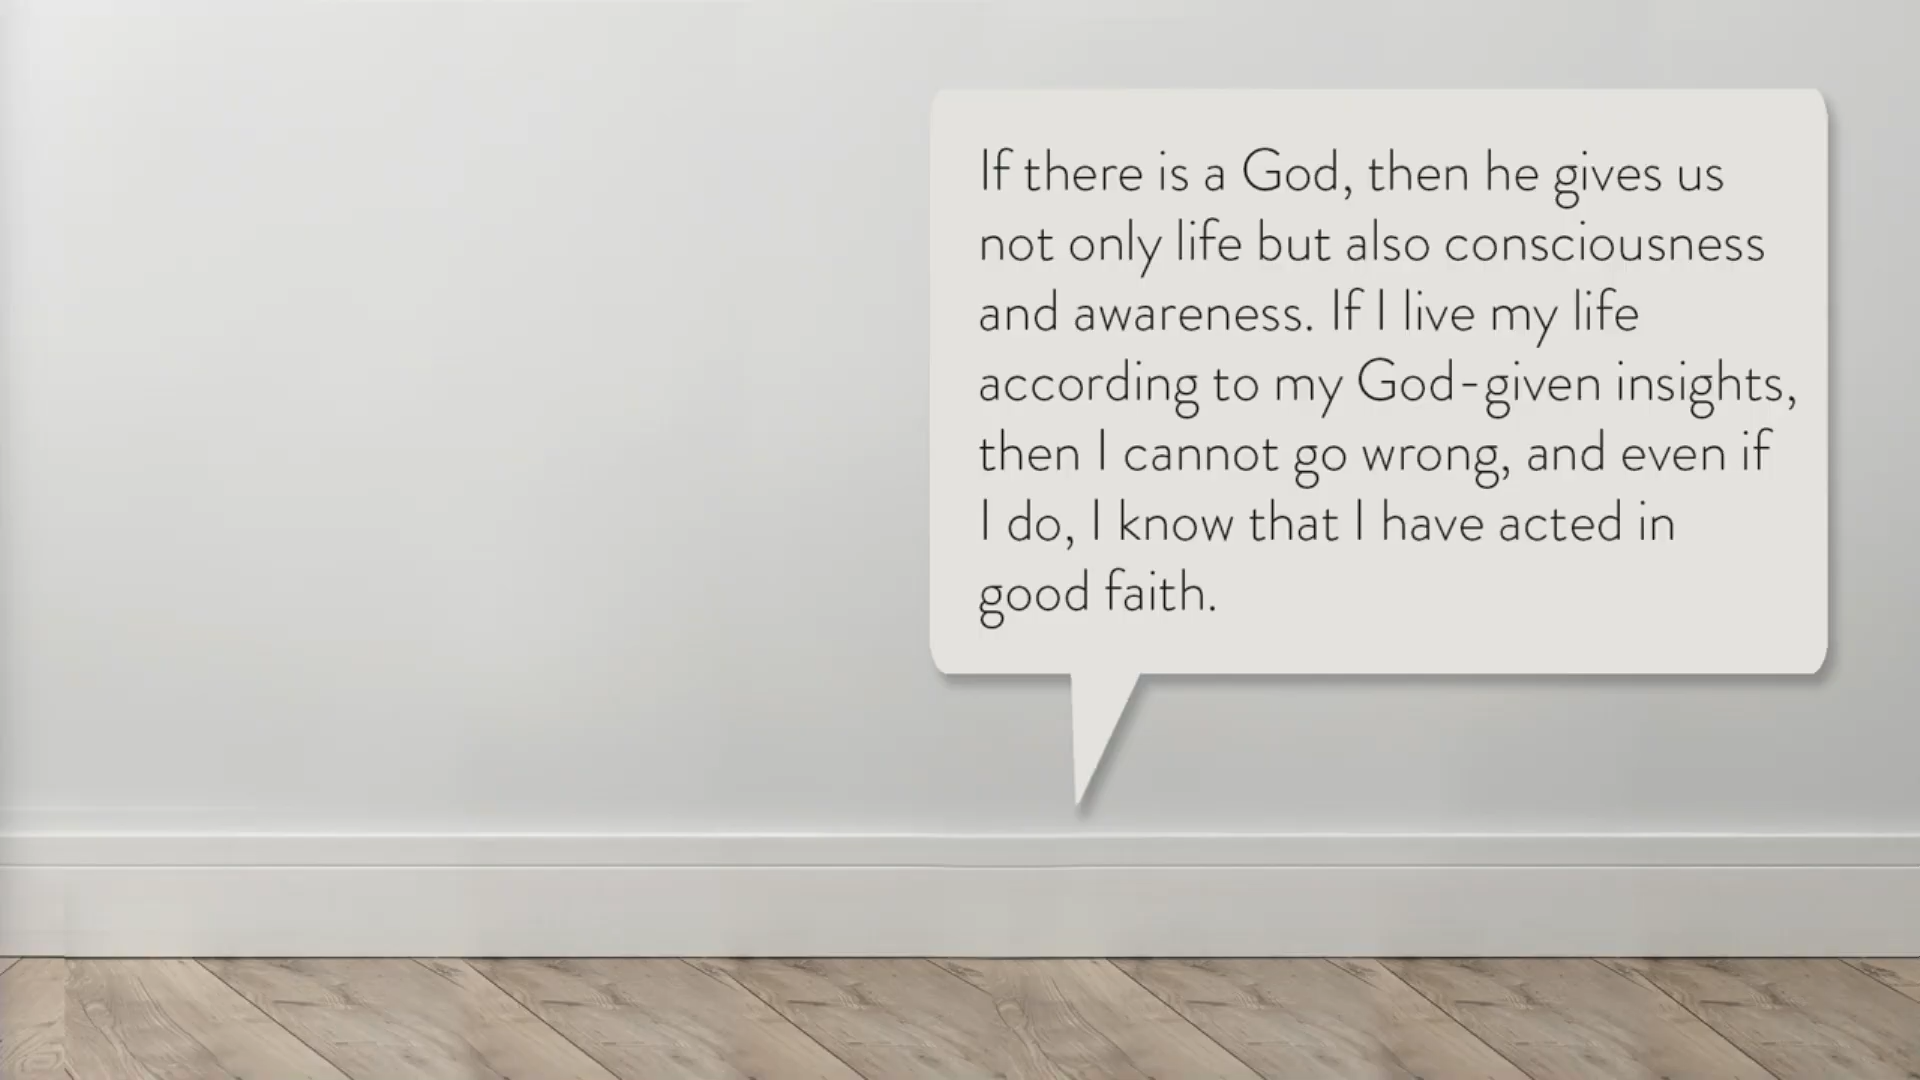 If there is a God, then he gives us
not only life but also consciousness
and awareness. If I live my life
according to my God-given insights,
then I cannot go wrong, and even if
I do, I know that I have acted in
good faith.